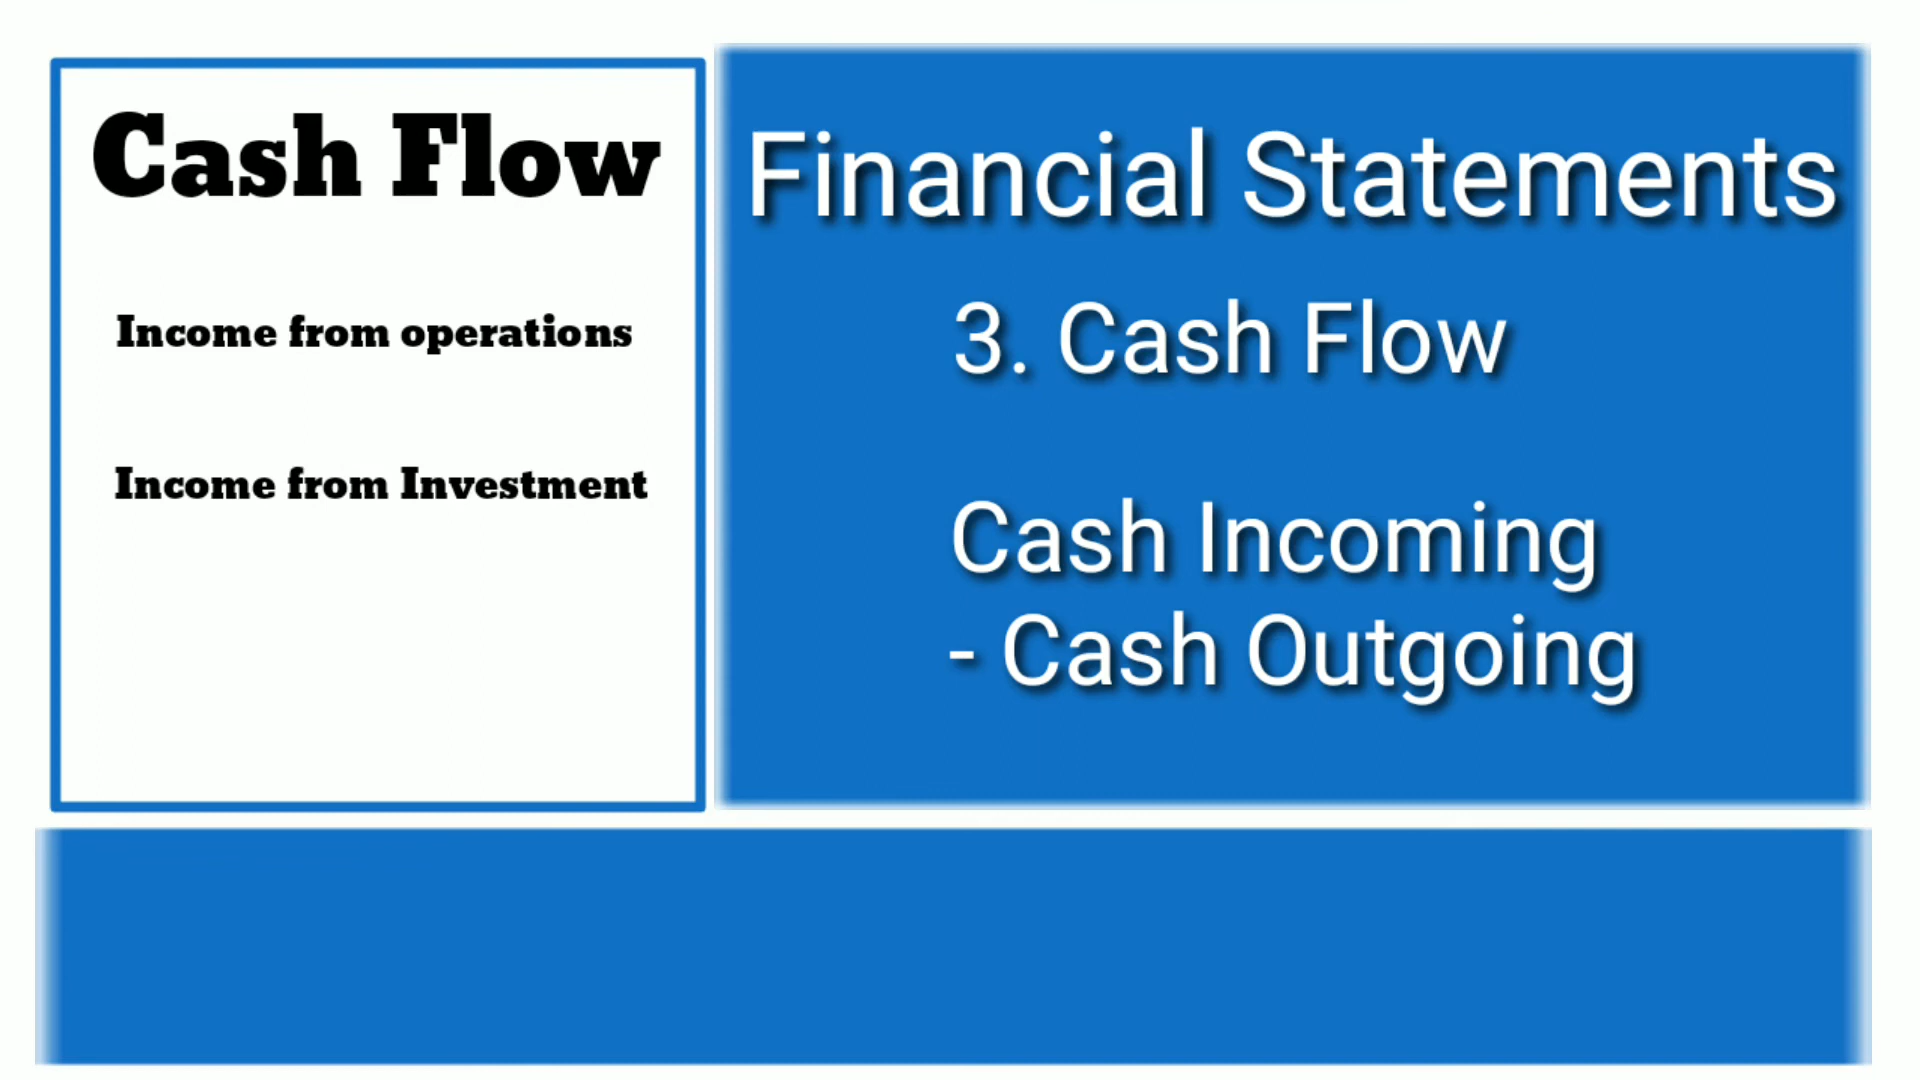 Cash Flow
Income from operations
Income from Investment
Financial Statements
3. Cash Flow
Cash Incoming
- Cash Outgoing